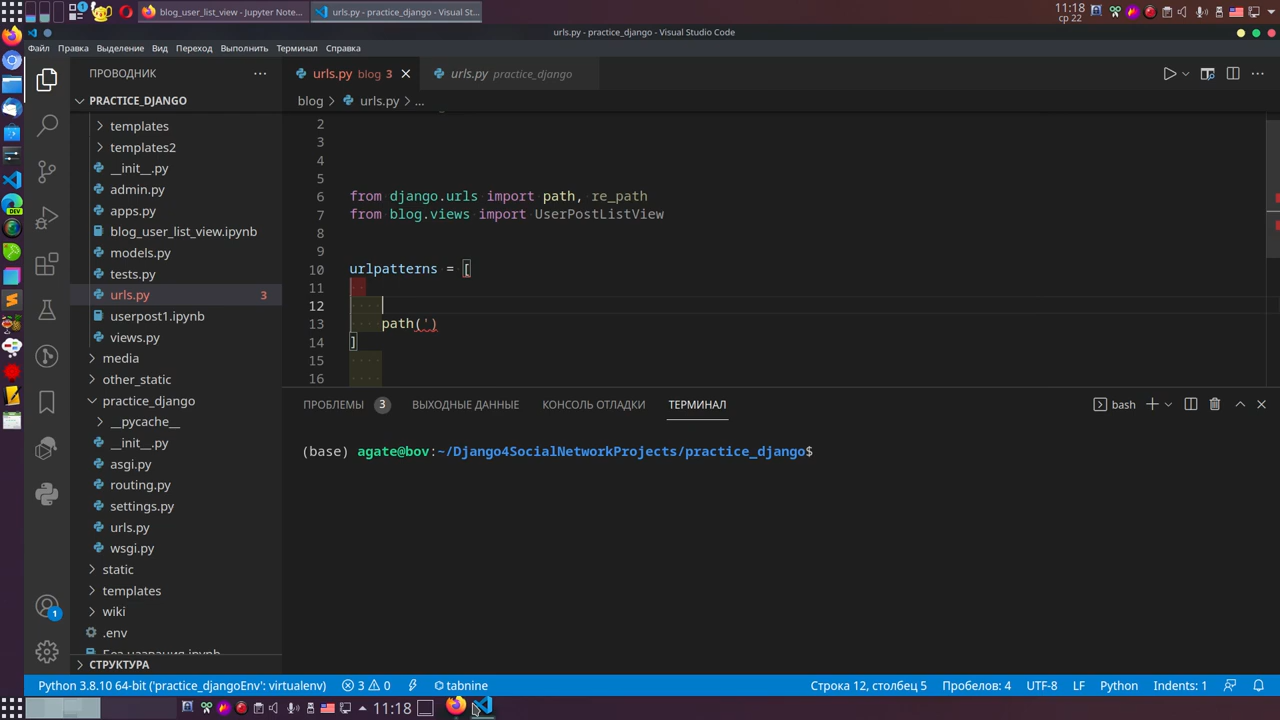 blog_user_list_view - Jupyter Note...
urls.py - practice_django - Visual St...
11:18
ср 22
urls.py - practice_django - Visual Studio Code
Файл Правка Выделение Вид Переход Выполнить Терминал Справка
ПРОВОДНИК
urls.py blog 3
urls.py practice_django
PRACTICE_DJANGO
blog > urls.py > ...
templates
templates2
__init__.py
admin.py
apps.py
blog_user_list_view.ipynb
models.py
tests.py
urls.py 3
userpost1.ipynb
views.py
media
other_static
practice_django
__pycache__
__init__.py
asgi.py
routing.py
settings.py
urls.py
wsgi.py
static
templates
wiki
.env
Без названия.ipynb
СТРУКТУРА
2
3
4
5
6 from django.urls import path, re_path
7 from blog.views import UserPostListView
8
9
10 urlpatterns = [
11
12
13 path(')
14 ]
15
16
ПРОБЛЕМЫ 3 ВЫХОДНЫЕ ДАННЫЕ КОНСОЛЬ ОТЛАДКИ ТЕРМИНАЛ
bash
(base) agate@bov:~/Django4SocialNetworkProjects/practice_django$
DEV
1
Python 3.8.10 64-bit ('practice_djangoEnv': virtualenv) 3 0 tabnine
Строка 12, столбец 5 Пробелов: 4 UTF-8 LF Python Indents: 1
11:18